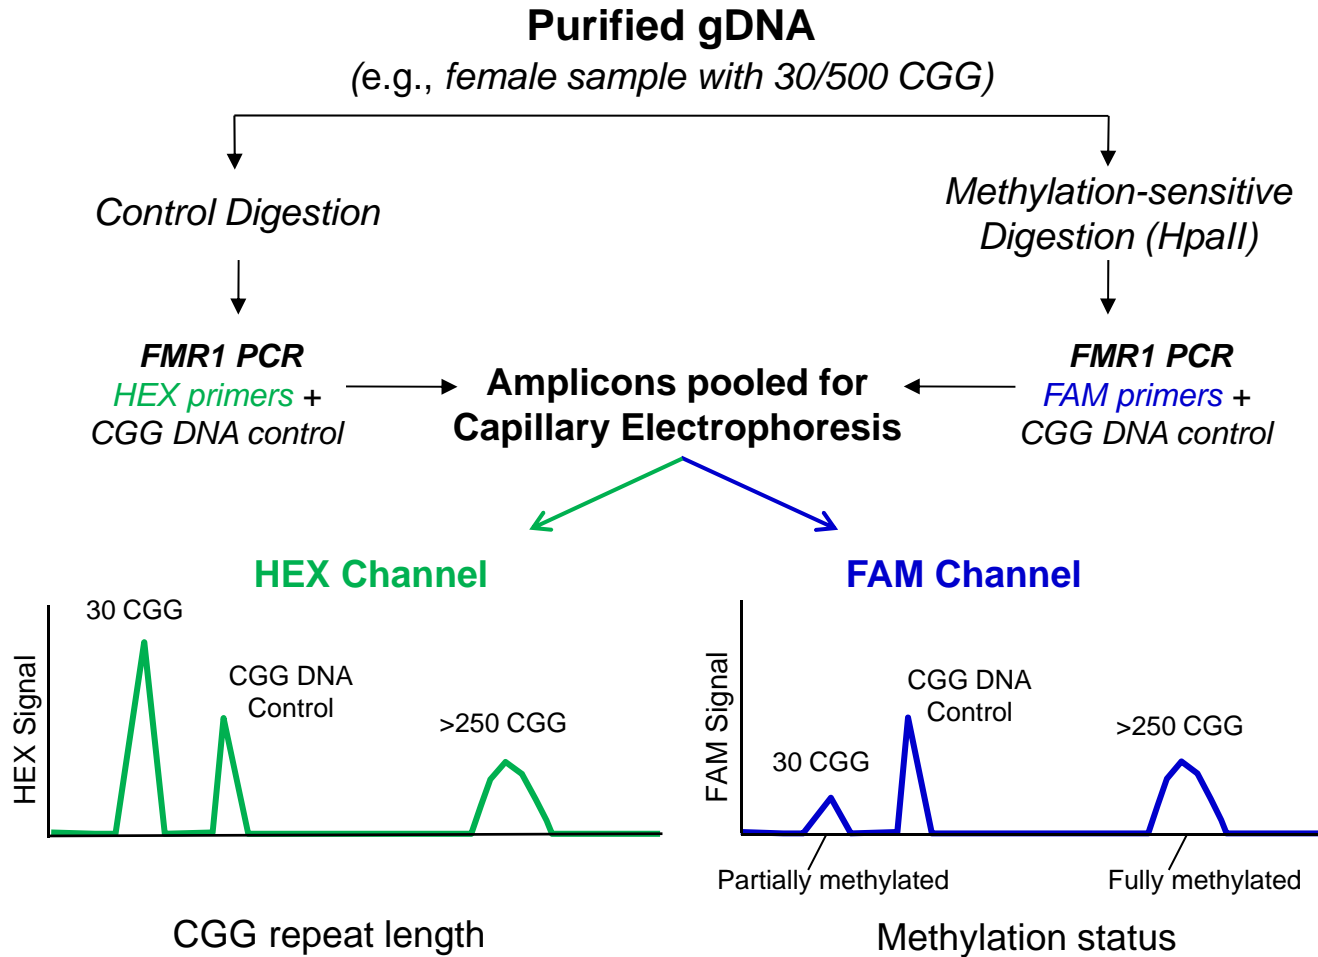 Purified gDNA
(e.g., female sample with 30/500 CGG)
Control Digestion
Methylation-sensitive
Digestion (HpaII)
FMR1 PCR
HEX primers +
CGG DNA control
Amplicons pooled for
Capillary Electrophoresis
FMR1 PCR
FAM primers +
CGG DNA control
HEX Channel
HEX Signal
30 CGG
CGG DNA
Control
>250 CGG
CGG repeat length
FAM Channel
FAM Signal
30 CGG
CGG DNA
Control
>250 CGG
Partially methylated
Fully methylated
Methylation status